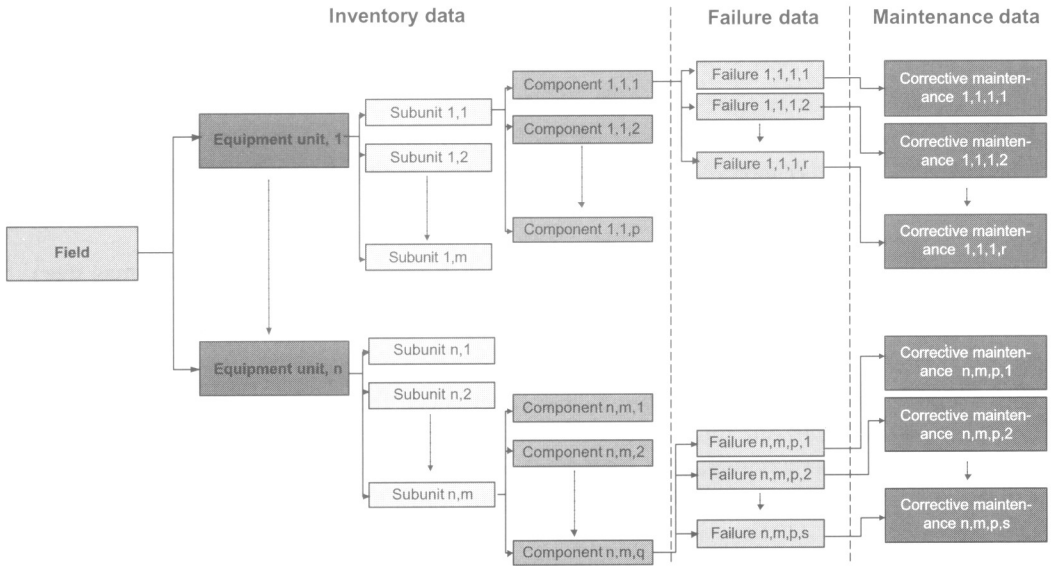 Inventory data
Failure data
Maintenance data
Field
Equipment unit, 1
Equipment unit, n
Subunit 1,1
Subunit 1,2
Subunit 1,m
Subunit n,1
Subunit n,2
Subunit n,m
Component 1,1,1
Component 1,1,2
Component 1,1,p
Component n,m,1
Component n,m,2
Component n,m,q
Failure 1,1,1,1
Failure 1,1,1,2
Failure 1,1,1,r
Failure n,m,p,1
Failure n,m,p,2
Failure n,m,p,s
Corrective mainten-
ance 1,1,1,1
Corrective mainten-
ance 1,1,1,2
Corrective mainten-
ance 1,1,1,r
Corrective mainten-
ance n,m,p,1
Corrective mainten-
ance n,m,p,2
Corrective mainten-
ance n,m,p,s